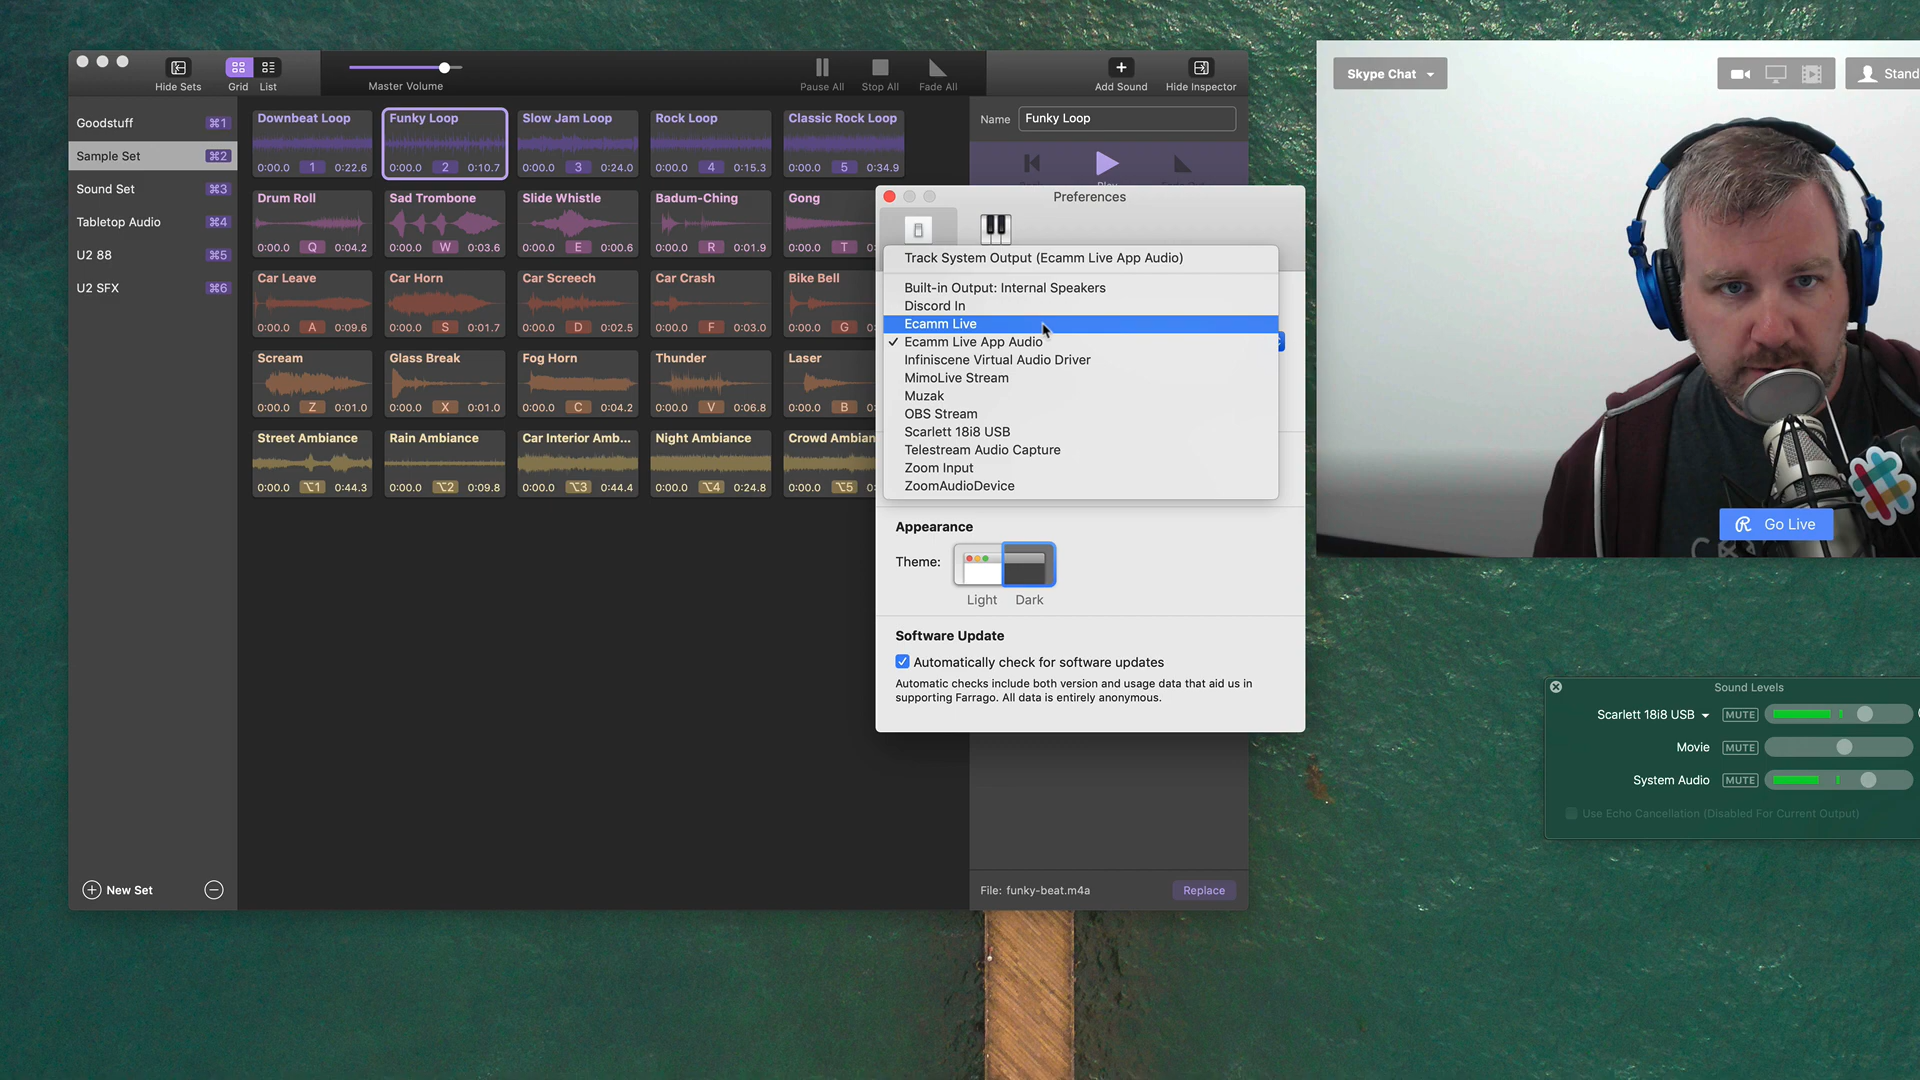 Hide Sets
Grid
List
Master Volume
Pause All
Stop All
Fade All
Add Sound
Hide Inspector
Goodstuff ⌘1
Sample Set ⌘2
Sound Set ⌘3
Tabletop Audio ⌘4
U2 88 ⌘5
U2 SFX ⌘6
New Set
Downbeat Loop
0:00.0 1 0:22.6
Funky Loop
0:00.0 2 0:10.7
Slow Jam Loop
0:00.0 3 0:24.0
Rock Loop
0:00.0 4 0:15.3
Classic Rock Loop
0:00.0 5 0:34.9
Drum Roll
0:00.0 Q 0:04.2
Sad Trombone
0:00.0 W 0:03.6
Slide Whistle
0:00.0 E 0:00.6
Badum-Ching
0:00.0 R 0:01.9
Gong
0:00.0 T
Car Leave
0:00.0 A 0:09.6
Car Horn
0:00.0 S 0:01.7
Car Screech
0:00.0 D 0:02.5
Car Crash
0:00.0 F 0:03.0
Bike Bell
0:00.0 G
Scream
0:00.0 Z 0:01.0
Glass Break
0:00.0 X 0:01.0
Fog Horn
0:00.0 C 0:04.2
Thunder
0:00.0 V 0:06.8
Laser
0:00.0 B
Street Ambiance
0:00.0 ⌥1 0:44.3
Rain Ambiance
0:00.0 ⌥2 0:09.8
Car Interior Amb...
0:00.0 ⌥3 0:44.4
Night Ambiance
0:00.0 ⌥4 0:24.8
Crowd Ambian
0:00.0 ⌥5
Name Funky Loop
Preferences
Track System Output (Ecamm Live App Audio)
Built-in Output: Internal Speakers
Discord In
Ecamm Live
✓ Ecamm Live App Audio
Infiniscene Virtual Audio Driver
MimoLive Stream
Muzak
OBS Stream
Scarlett 18i8 USB
Telestream Audio Capture
Zoom Input
ZoomAudioDevice
Appearance
Theme:
Light Dark
Software Update
Automatically check for software updates
Automatic checks include both version and usage data that aid us in
supporting Farrago. All data is entirely anonymous.
File: funky-beat.m4a
Replace
Skype Chat
Stand
Go Live
Sound Levels
Scarlett 18i8 USB MUTE
Movie MUTE
System Audio MUTE
Use Echo Cancellation (Disabled For Current Output)